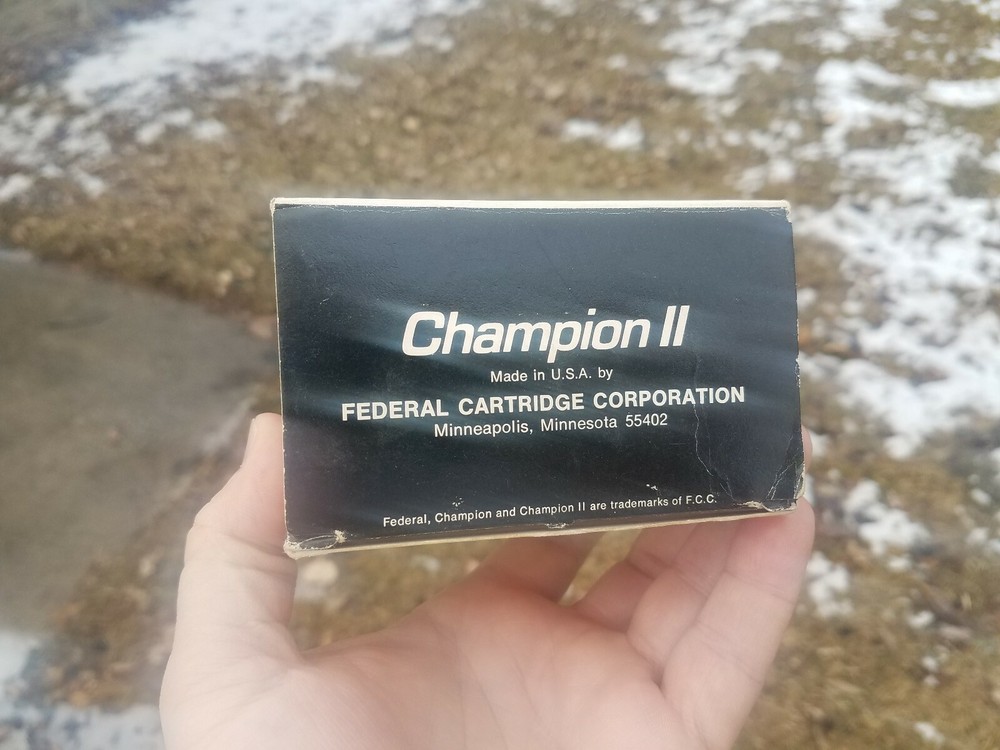 Champion II
Made in U.S.A. by
FEDERAL CARTRIDGE CORPORATION
Minneapolis, Minnesota 55402
Federal, Champion and Champion II are trademarks of F.C.C.